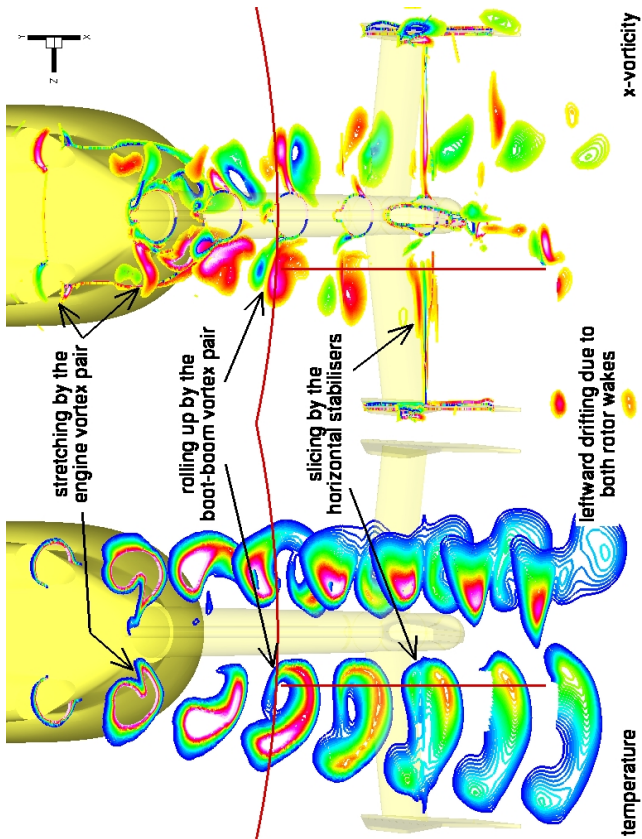 Y
X
Z
stretching by the
engine vortex pair
rolling up by the
boot-boom vortex pair
slicing by the
horizontal stabilisers
leftward drifting due to
both rotor wakes
temperature
x-vorticity